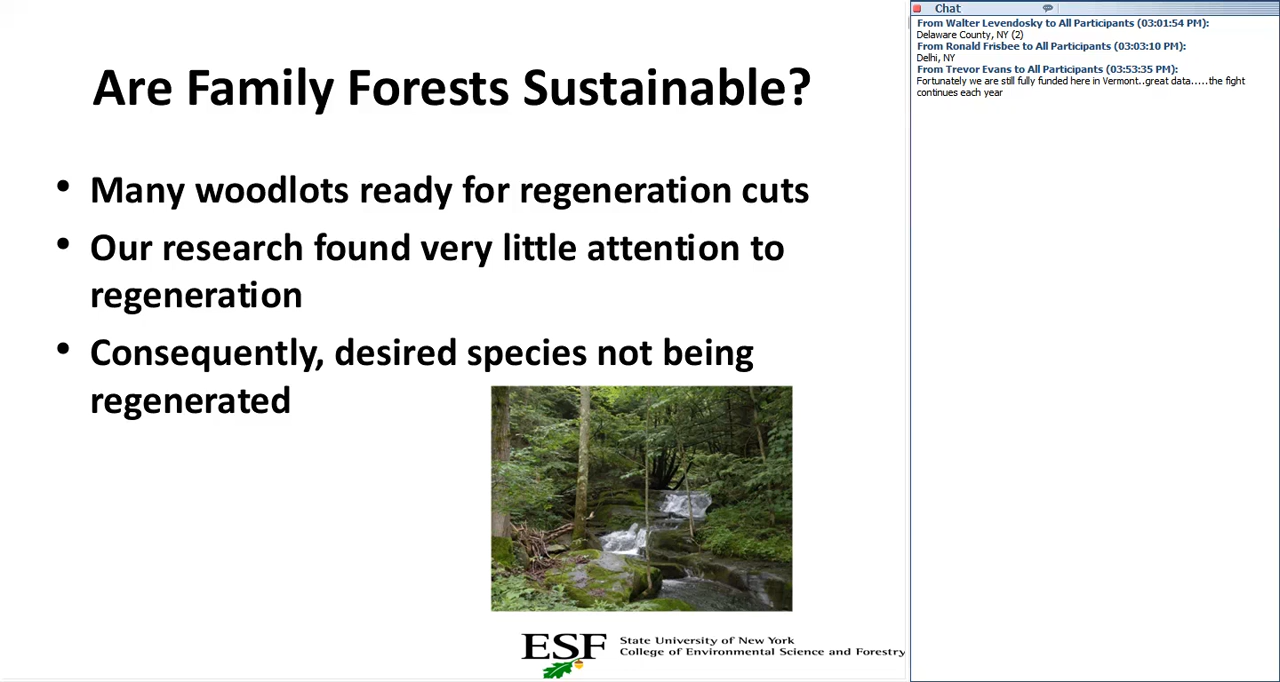 Are Family Forests Sustainable?
• Many woodlots ready for regeneration cuts
• Our research found very little attention to
regeneration
• Consequently, desired species not being
regenerated
ESF
State University of New York
College of Environmental Science and Forestry
Chat
From Walter Levendosky to All Participants (03:01:54 PM):
Delaware County, NY (2)
From Ronald Frisbee to All Participants (03:03:10 PM):
Delhi, NY
From Trevor Evans to All Participants (03:53:35 PM):
Fortunately we are still fully funded here in Vermont..great data.....the fight
continues each year